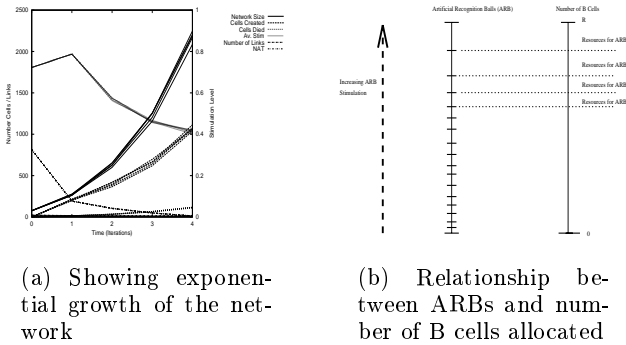 2500
2000
1500
1000
500
0
Number Cells / Links
0
1
2
3
4
Time (Iterations)
1
0.8
0.6
0.4
0.2
0
Stimulation Level
Network Size
Cells Created
Cells Died
Av. Stim
Number of Links
NAT
(a) Showing exponen-
tial growth of the net-
work
Artificial Recognition Balls (ARB)
Number of B Cells
B
Resources for ARB
Resources for ARB
Resources for ARB
Resources for ARB
Increasing ARB
Stimulation
0
(b) Relationship be-
tween ARBs and num-
ber of B cells allocated